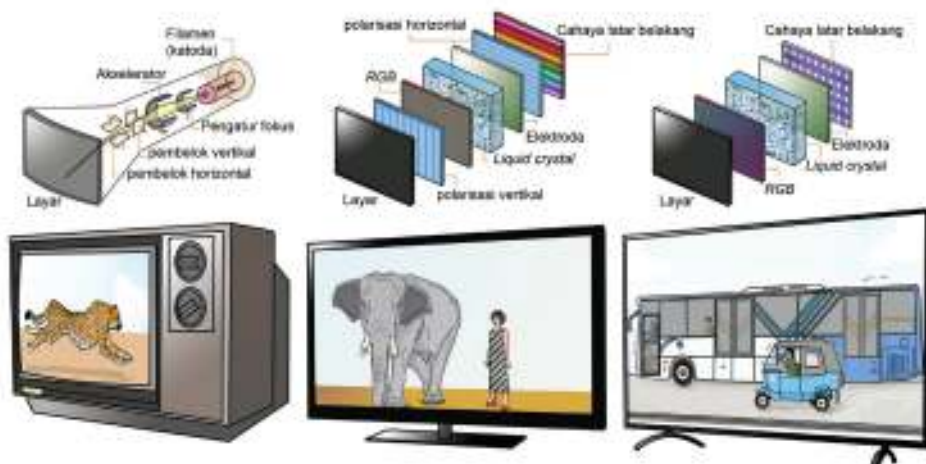 Filamen
(katoda)
Akselerator
Pengatur fokus
pembelok vertikal
pembelok horizontal
Layar
polarisasi horizontal
Cahaya latar belakang
RGB
Elektroda
Liquid crystal
polarisasi vertikal
Layar
Cahaya latar belakang
Elektroda
Liquid crystal
RGB
Layar